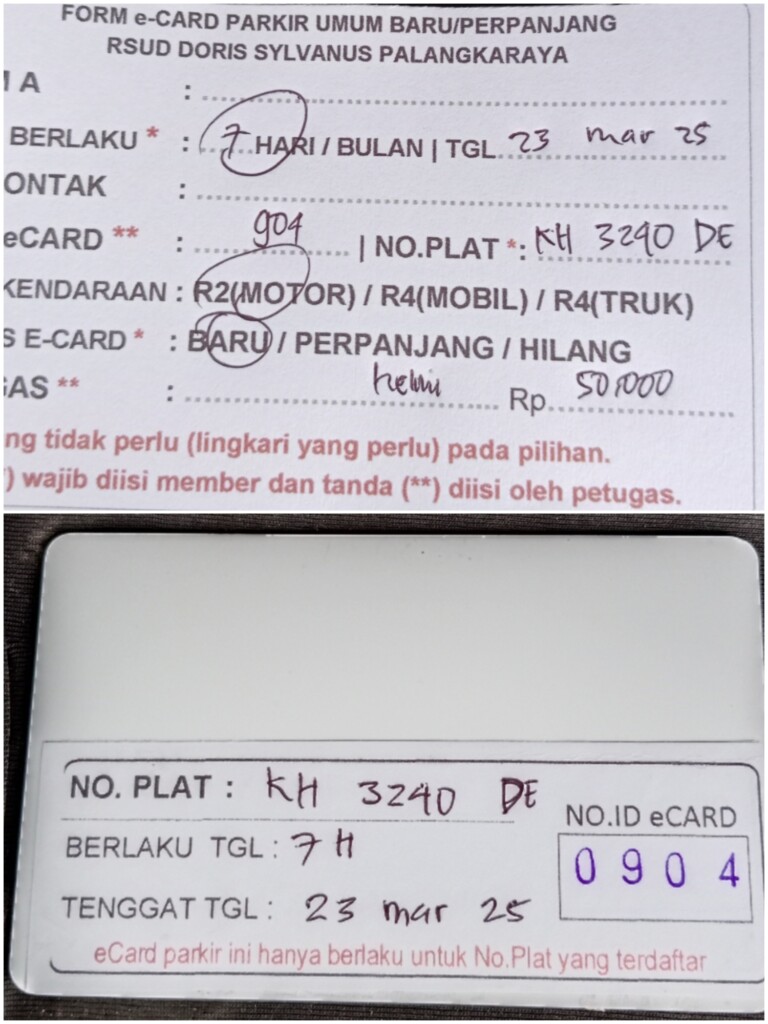 FORM e-CARD PARKIR UMUM BARU/PERPANJANG
RSUD DORIS SYLVANUS PALANGKARAYA
A :
BERLAKU * : 7 HARI / BULAN | TGL. 23 mar 25
ONTAK :
eCARD ** : 904 | NO.PLAT *: KH 3240 DE
KENDARAAN : R2(MOTOR) / R4(MOBIL) / R4(TRUK)
S E-CARD * : BARU / PERPANJANG / HILANG
GAS ** : helmi Rp. 50.000
ng tidak perlu (lingkari yang perlu) pada pilihan.
) wajib diisi member dan tanda (**) diisi oleh petugas.
NO. PLAT : KH 3240 DE
NO.ID eCARD
BERLAKU TGL : 7 H
0904
TENGGAT TGL : 23 mar 25
eCard parkir ini hanya berlaku untuk No.Plat yang terdaftar